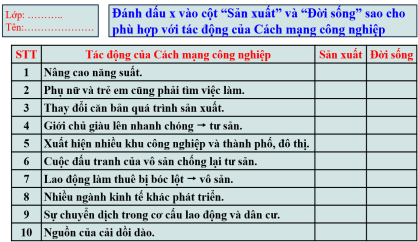 Lớp: ………..
Tên:…………………
Đánh dấu x vào cột “Sản xuất” và “Đời sống” sao cho
phù hợp với tác động của Cách mạng công nghiệp
STT Tác động của Cách mạng công nghiệp Sản xuất Đời sống
1 Nâng cao năng suất.
2 Phụ nữ và trẻ em cũng phải tìm việc làm.
3 Thay đổi căn bản quá trình sản xuất.
4 Giới chủ giàu lên nhanh chóng → tư sản.
5 Xuất hiện nhiều khu công nghiệp và thành phố, đô thị.
6 Cuộc đấu tranh của vô sản chống lại tư sản.
7 Lao động làm thuê bị bóc lột → vô sản.
8 Nhiều ngành kinh tế khác phát triển.
9 Sự chuyển dịch trong cơ cấu lao động và dân cư.
10 Nguồn của cải dồi dào.